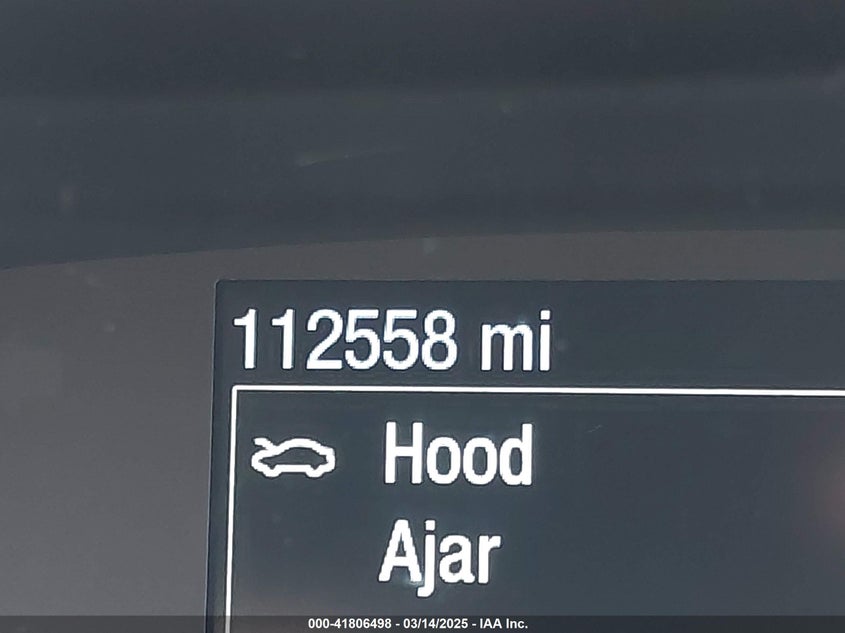 112558 mi
Hood
Ajar
000-41806498 - 03/14/2025 - IAA Inc.